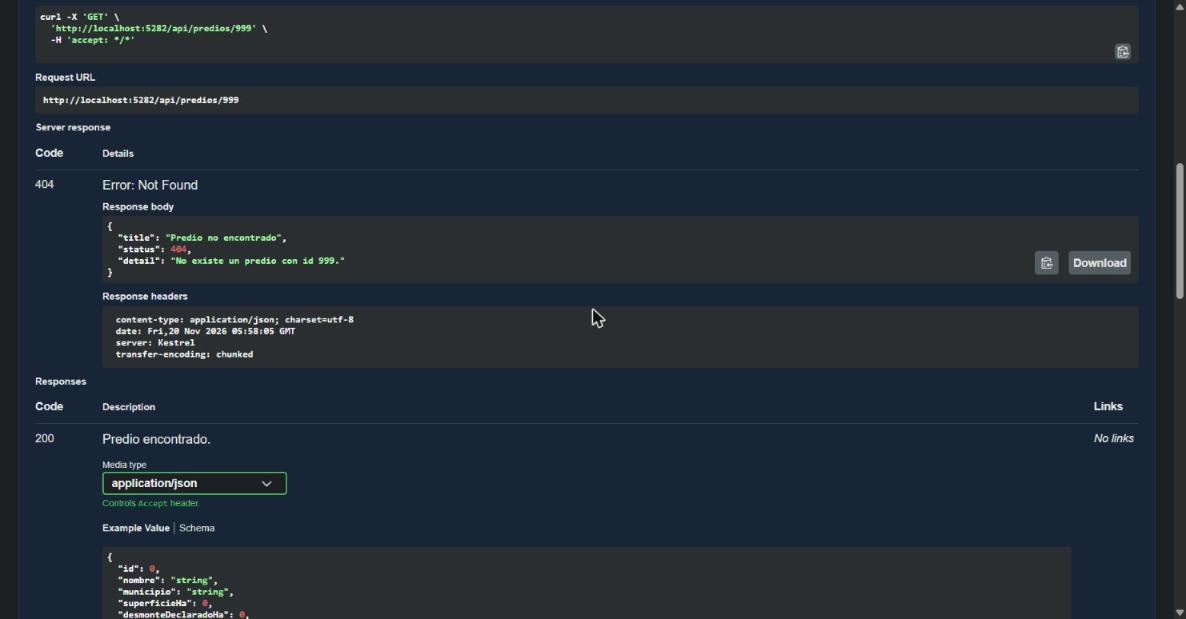 curl -X 'GET' \
'http://localhost:5282/api/predios/999' \
-H 'accept: */*'
Request URL
http://localhost:5282/api/predios/999
Server response
Code Details
404 Error: Not Found
Response body
{
"title": "Predio no encontrado",
"status": 404,
"detail": "No existe un predio con id 999."
}
Download
Response headers
content-type: application/json; charset=utf-8
date: Fri,20 Nov 2026 05:58:05 GMT
server: Kestrel
transfer-encoding: chunked
Responses
Code Description Links
200 Predio encontrado. No links
Media type
application/json
Controls Accept header.
Example Value | Schema
{
"id": 0,
"nombre": "string",
"municipio": "string",
"superficieHa": 0,
"desmonteDeclaradoHa": 0,